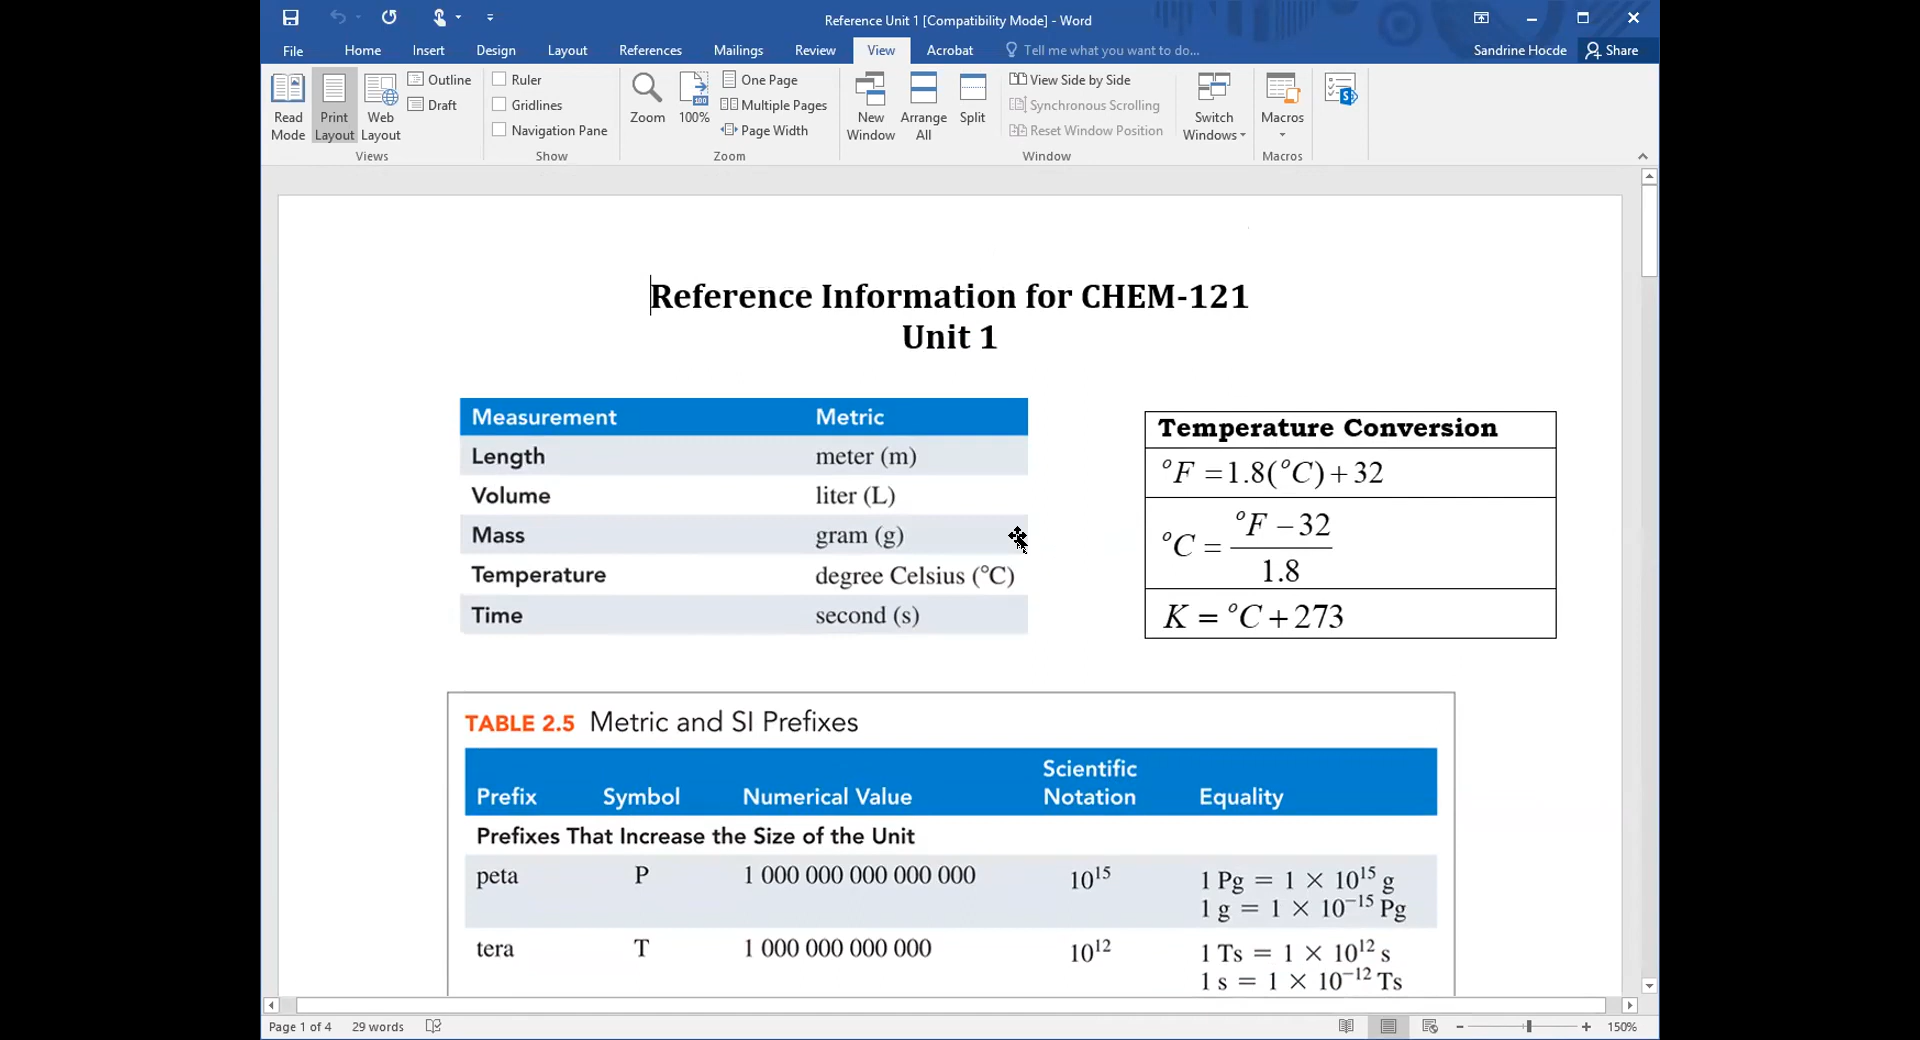 Reference Unit 1 [Compatibility Mode] - Word
File Home Insert Design Layout References Mailings Review View Acrobat Tell me what you want to do... Sandrine Hocde Share
Read Mode
Print Layout
Web Layout
Outline
Draft
Views
Ruler
Gridlines
Navigation Pane
Show
Zoom
100
100%
One Page
Multiple Pages
Page Width
Zoom
New Window
Arrange All
Split
View Side by Side
Synchronous Scrolling
Reset Window Position
Window
Switch Windows
Macros
Macros
S
Reference Information for CHEM-121
Unit 1
Measurement Metric
Length meter (m)
Volume liter (L)
Mass gram (g)
Temperature degree Celsius (°C)
Time second (s)
Temperature Conversion
°F = 1.8(°C) + 32
°C = °F − 32 / 1.8
K = °C + 273
TABLE 2.5 Metric and SI Prefixes
Prefix Symbol Numerical Value Scientific Notation Equality
Prefixes That Increase the Size of the Unit
peta P 1 000 000 000 000 000 10¹⁵ 1 Pg = 1 × 10¹⁵ g
1 g = 1 × 10⁻¹⁵ Pg
tera T 1 000 000 000 000 10¹² 1 Ts = 1 × 10¹² s
1 s = 1 × 10⁻¹² Ts
Page 1 of 4 29 words 150%